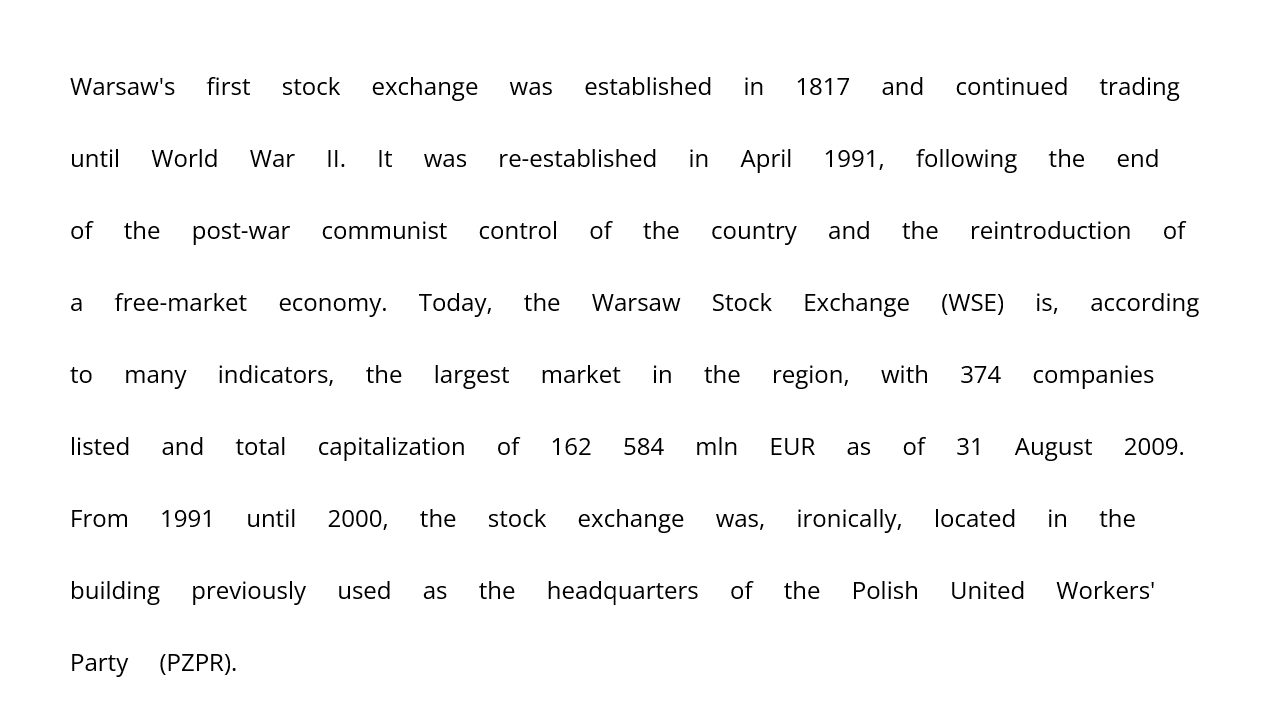 Warsaw's first stock exchange was established in 1817 and continued trading
until World War II. It was re-established in April 1991, following the end
of the post-war communist control of the country and the reintroduction of
a free-market economy. Today, the Warsaw Stock Exchange (WSE) is, according
to many indicators, the largest market in the region, with 374 companies
listed and total capitalization of 162 584 mln EUR as of 31 August 2009.
From 1991 until 2000, the stock exchange was, ironically, located in the
building previously used as the headquarters of the Polish United Workers'
Party (PZPR).